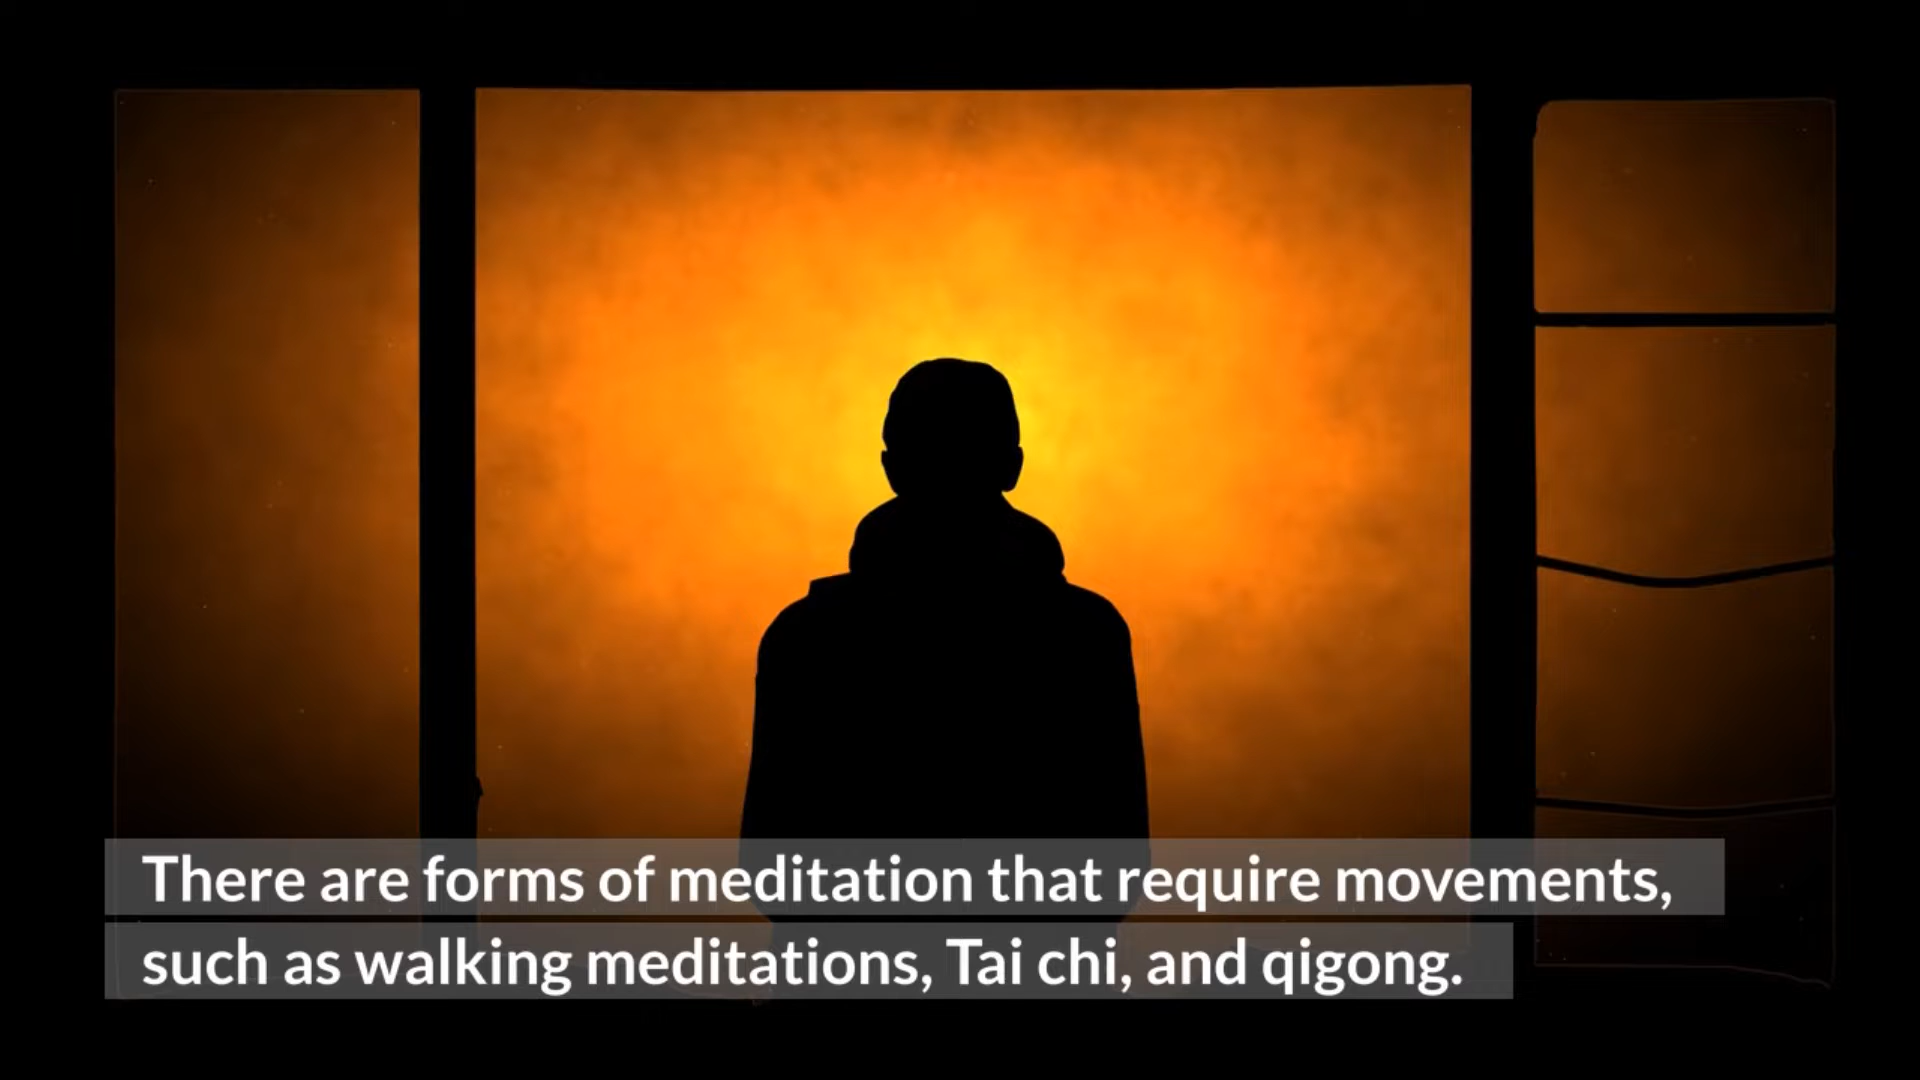 There are forms of meditation that require movements,
such as walking meditations, Tai chi, and qigong.